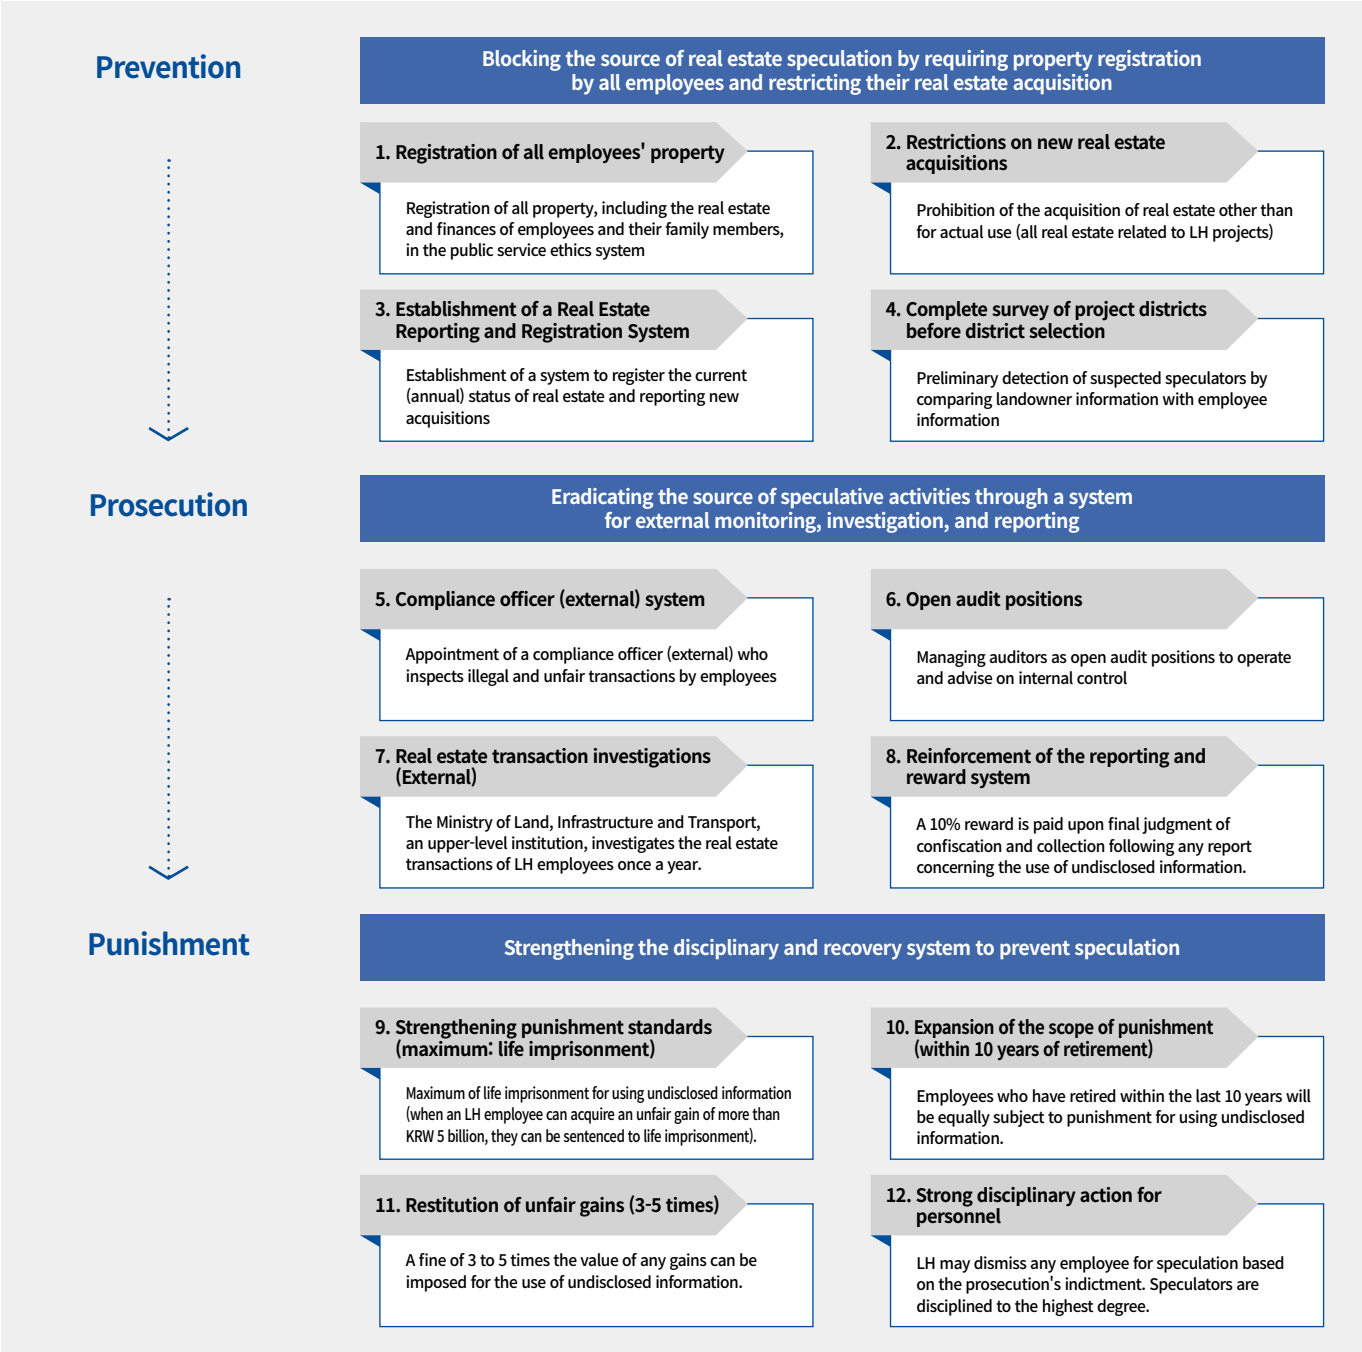 Prevention
Blocking the source of real estate speculation by requiring property registration
by all employees and restricting their real estate acquisition
1. Registration of all employees' property
Registration of all property, including the real estate
and finances of employees and their family members,
in the public service ethics system
2. Restrictions on new real estate
acquisitions
Prohibition of the acquisition of real estate other than
for actual use (all real estate related to LH projects)
3. Establishment of a Real Estate
Reporting and Registration System
Establishment of a system to register the current
(annual) status of real estate and reporting new
acquisitions
4. Complete survey of project districts
before district selection
Preliminary detection of suspected speculators by
comparing landowner information with employee
information
Prosecution
Eradicating the source of speculative activities through a system
for external monitoring, investigation, and reporting
5. Compliance officer (external) system
Appointment of a compliance officer (external) who
inspects illegal and unfair transactions by employees
6. Open audit positions
Managing auditors as open audit positions to operate
and advise on internal control
7. Real estate transaction investigations
(External)
The Ministry of Land, Infrastructure and Transport,
an upper-level institution, investigates the real estate
transactions of LH employees once a year.
8. Reinforcement of the reporting and
reward system
A 10% reward is paid upon final judgment of
confiscation and collection following any report
concerning the use of undisclosed information.
Punishment
Strengthening the disciplinary and recovery system to prevent speculation
9. Strengthening punishment standards
(maximum: life imprisonment)
Maximum of life imprisonment for using undisclosed information
(when an LH employee can acquire an unfair gain of more than
KRW 5 billion, they can be sentenced to life imprisonment).
10. Expansion of the scope of punishment
(within 10 years of retirement)
Employees who have retired within the last 10 years will
be equally subject to punishment for using undisclosed
information.
11. Restitution of unfair gains (3-5 times)
A fine of 3 to 5 times the value of any gains can be
imposed for the use of undisclosed information.
12. Strong disciplinary action for
personnel
LH may dismiss any employee for speculation based
on the prosecution's indictment. Speculators are
disciplined to the highest degree.